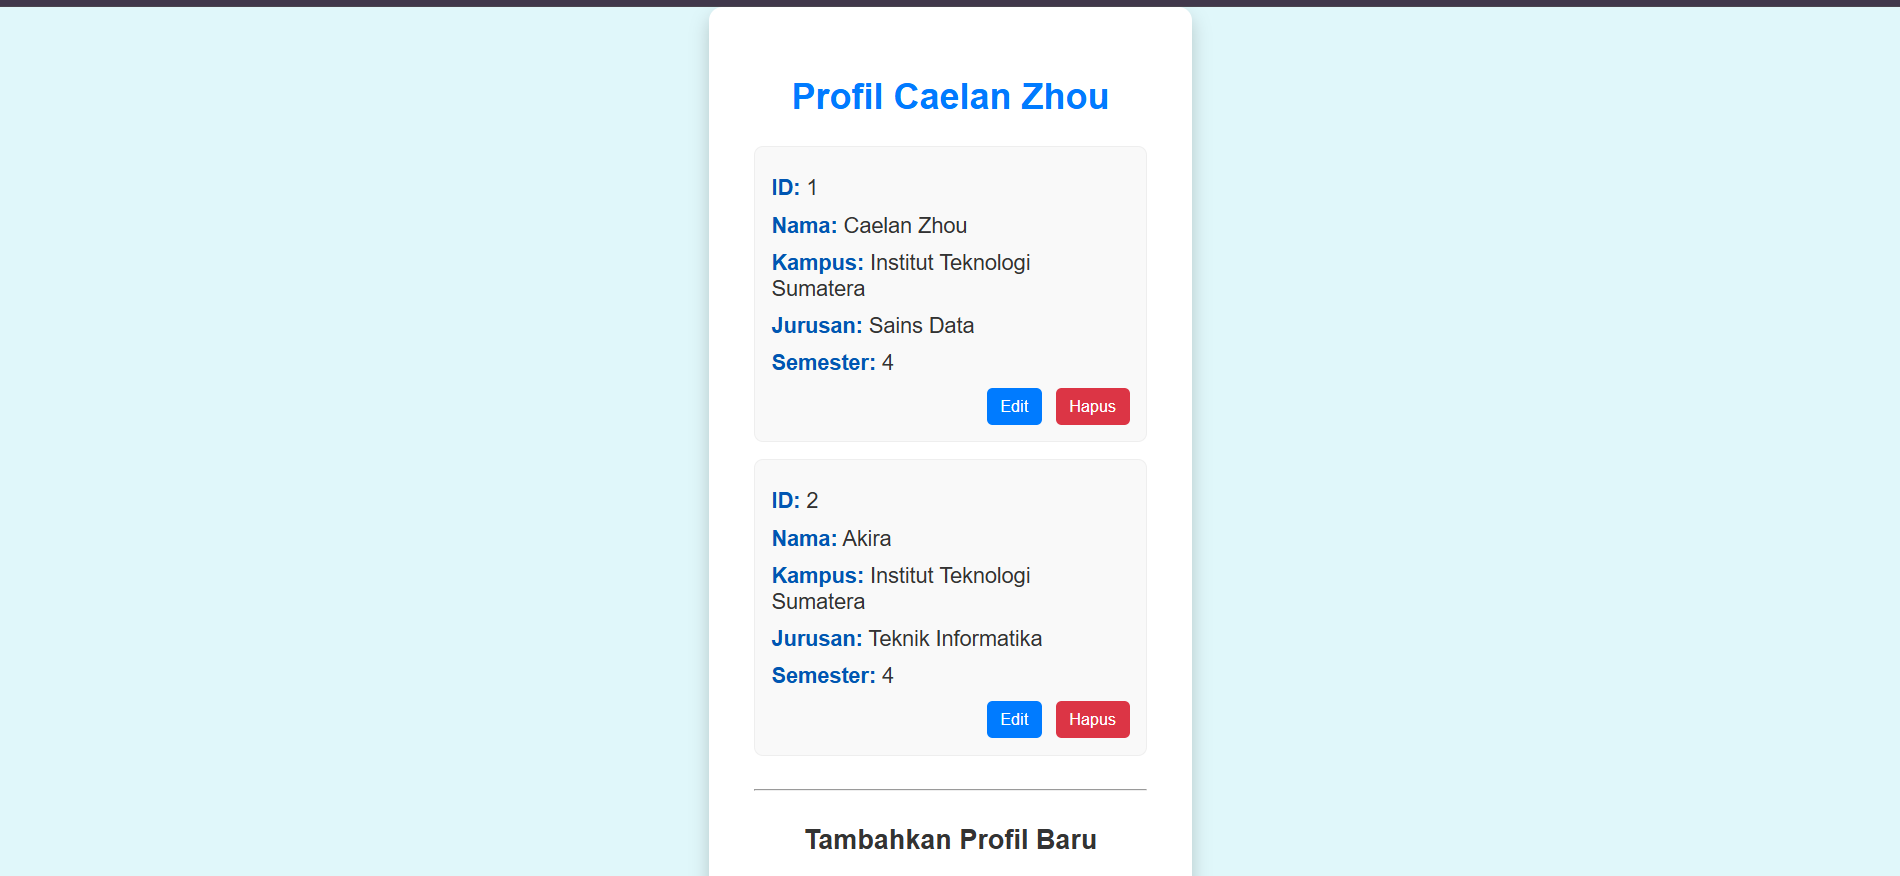 Profil Caelan Zhou
ID: 1
Nama: Caelan Zhou
Kampus: Institut Teknologi
Sumatera
Jurusan: Sains Data
Semester: 4
Edit Hapus
ID: 2
Nama: Akira
Kampus: Institut Teknologi
Sumatera
Jurusan: Teknik Informatika
Semester: 4
Edit Hapus
Tambahkan Profil Baru